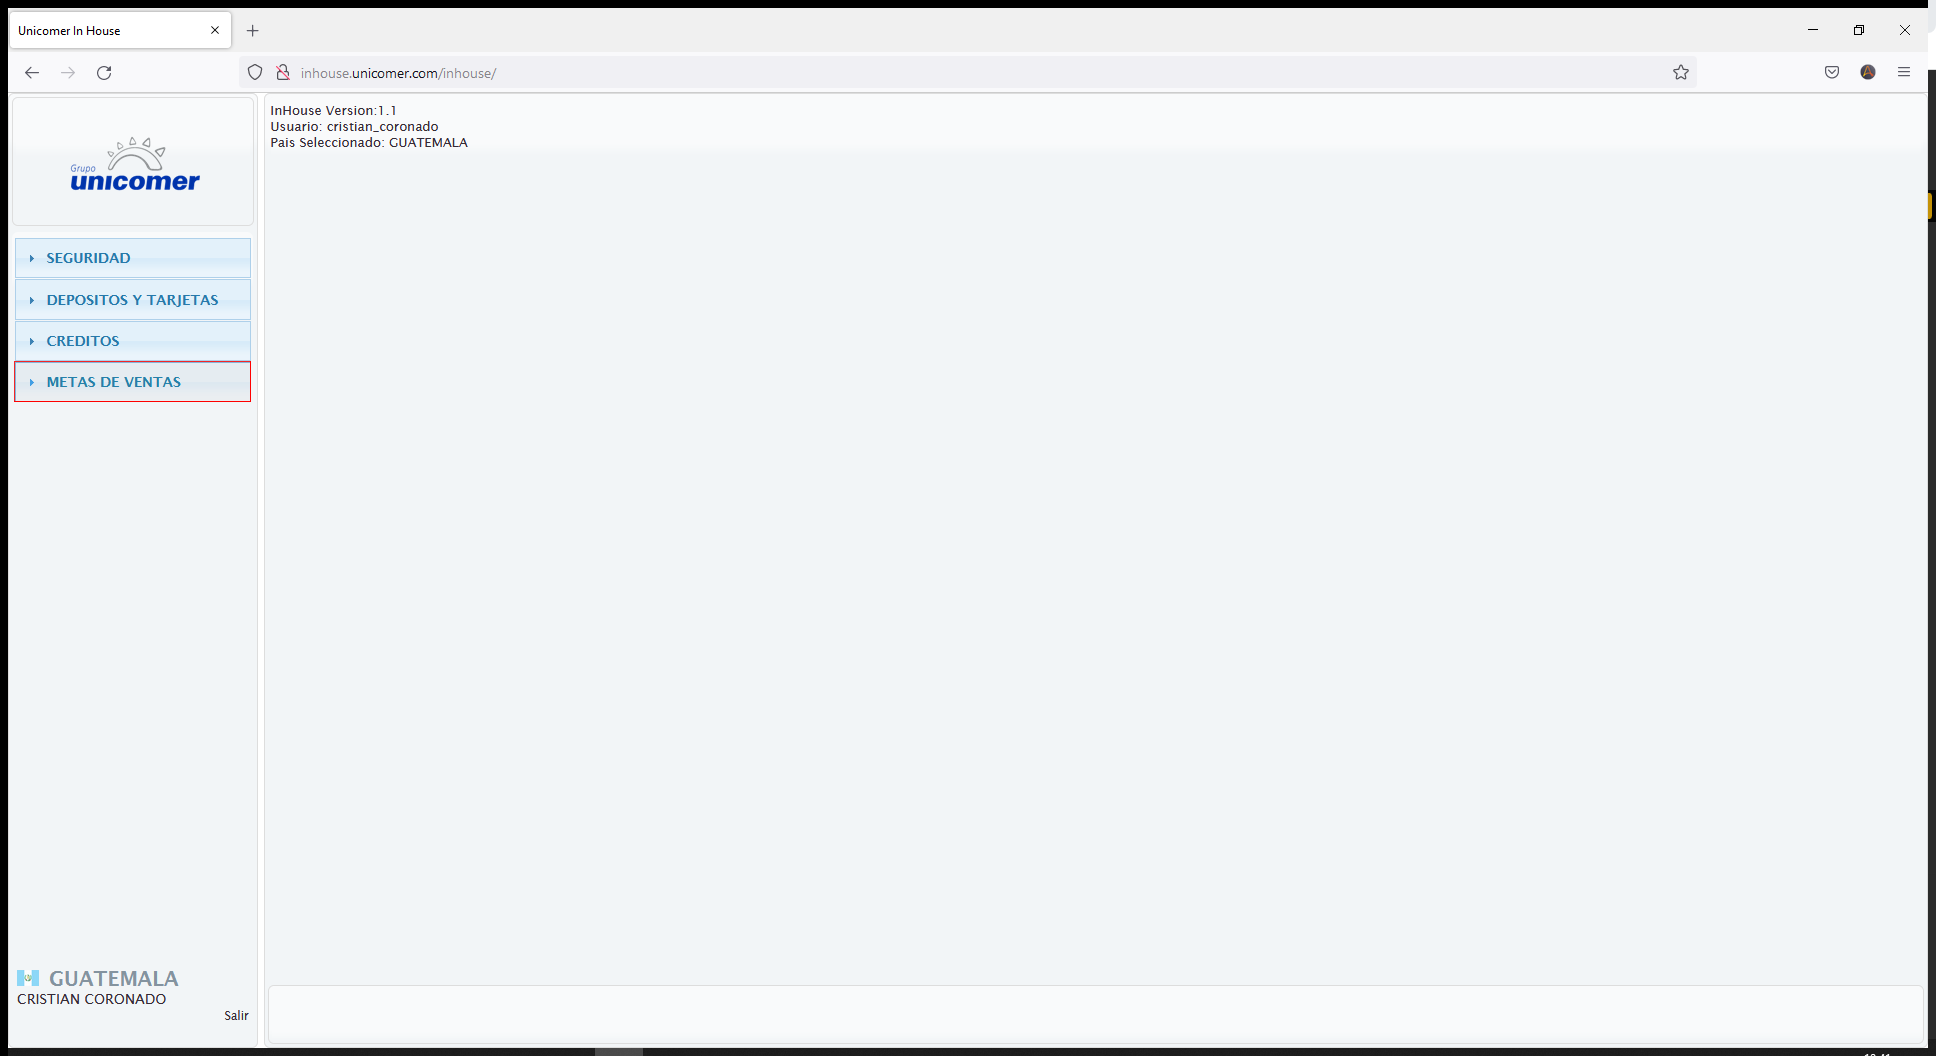 Unicomer In House
inhouse.unicomer.com/inhouse/
Grupo
unicomer
SEGURIDAD
DEPOSITOS Y TARJETAS
CREDITOS
METAS DE VENTAS
InHouse Version:1.1
Usuario: cristian_coronado
Pais Seleccionado: GUATEMALA
GUATEMALA
CRISTIAN CORONADO
Salir